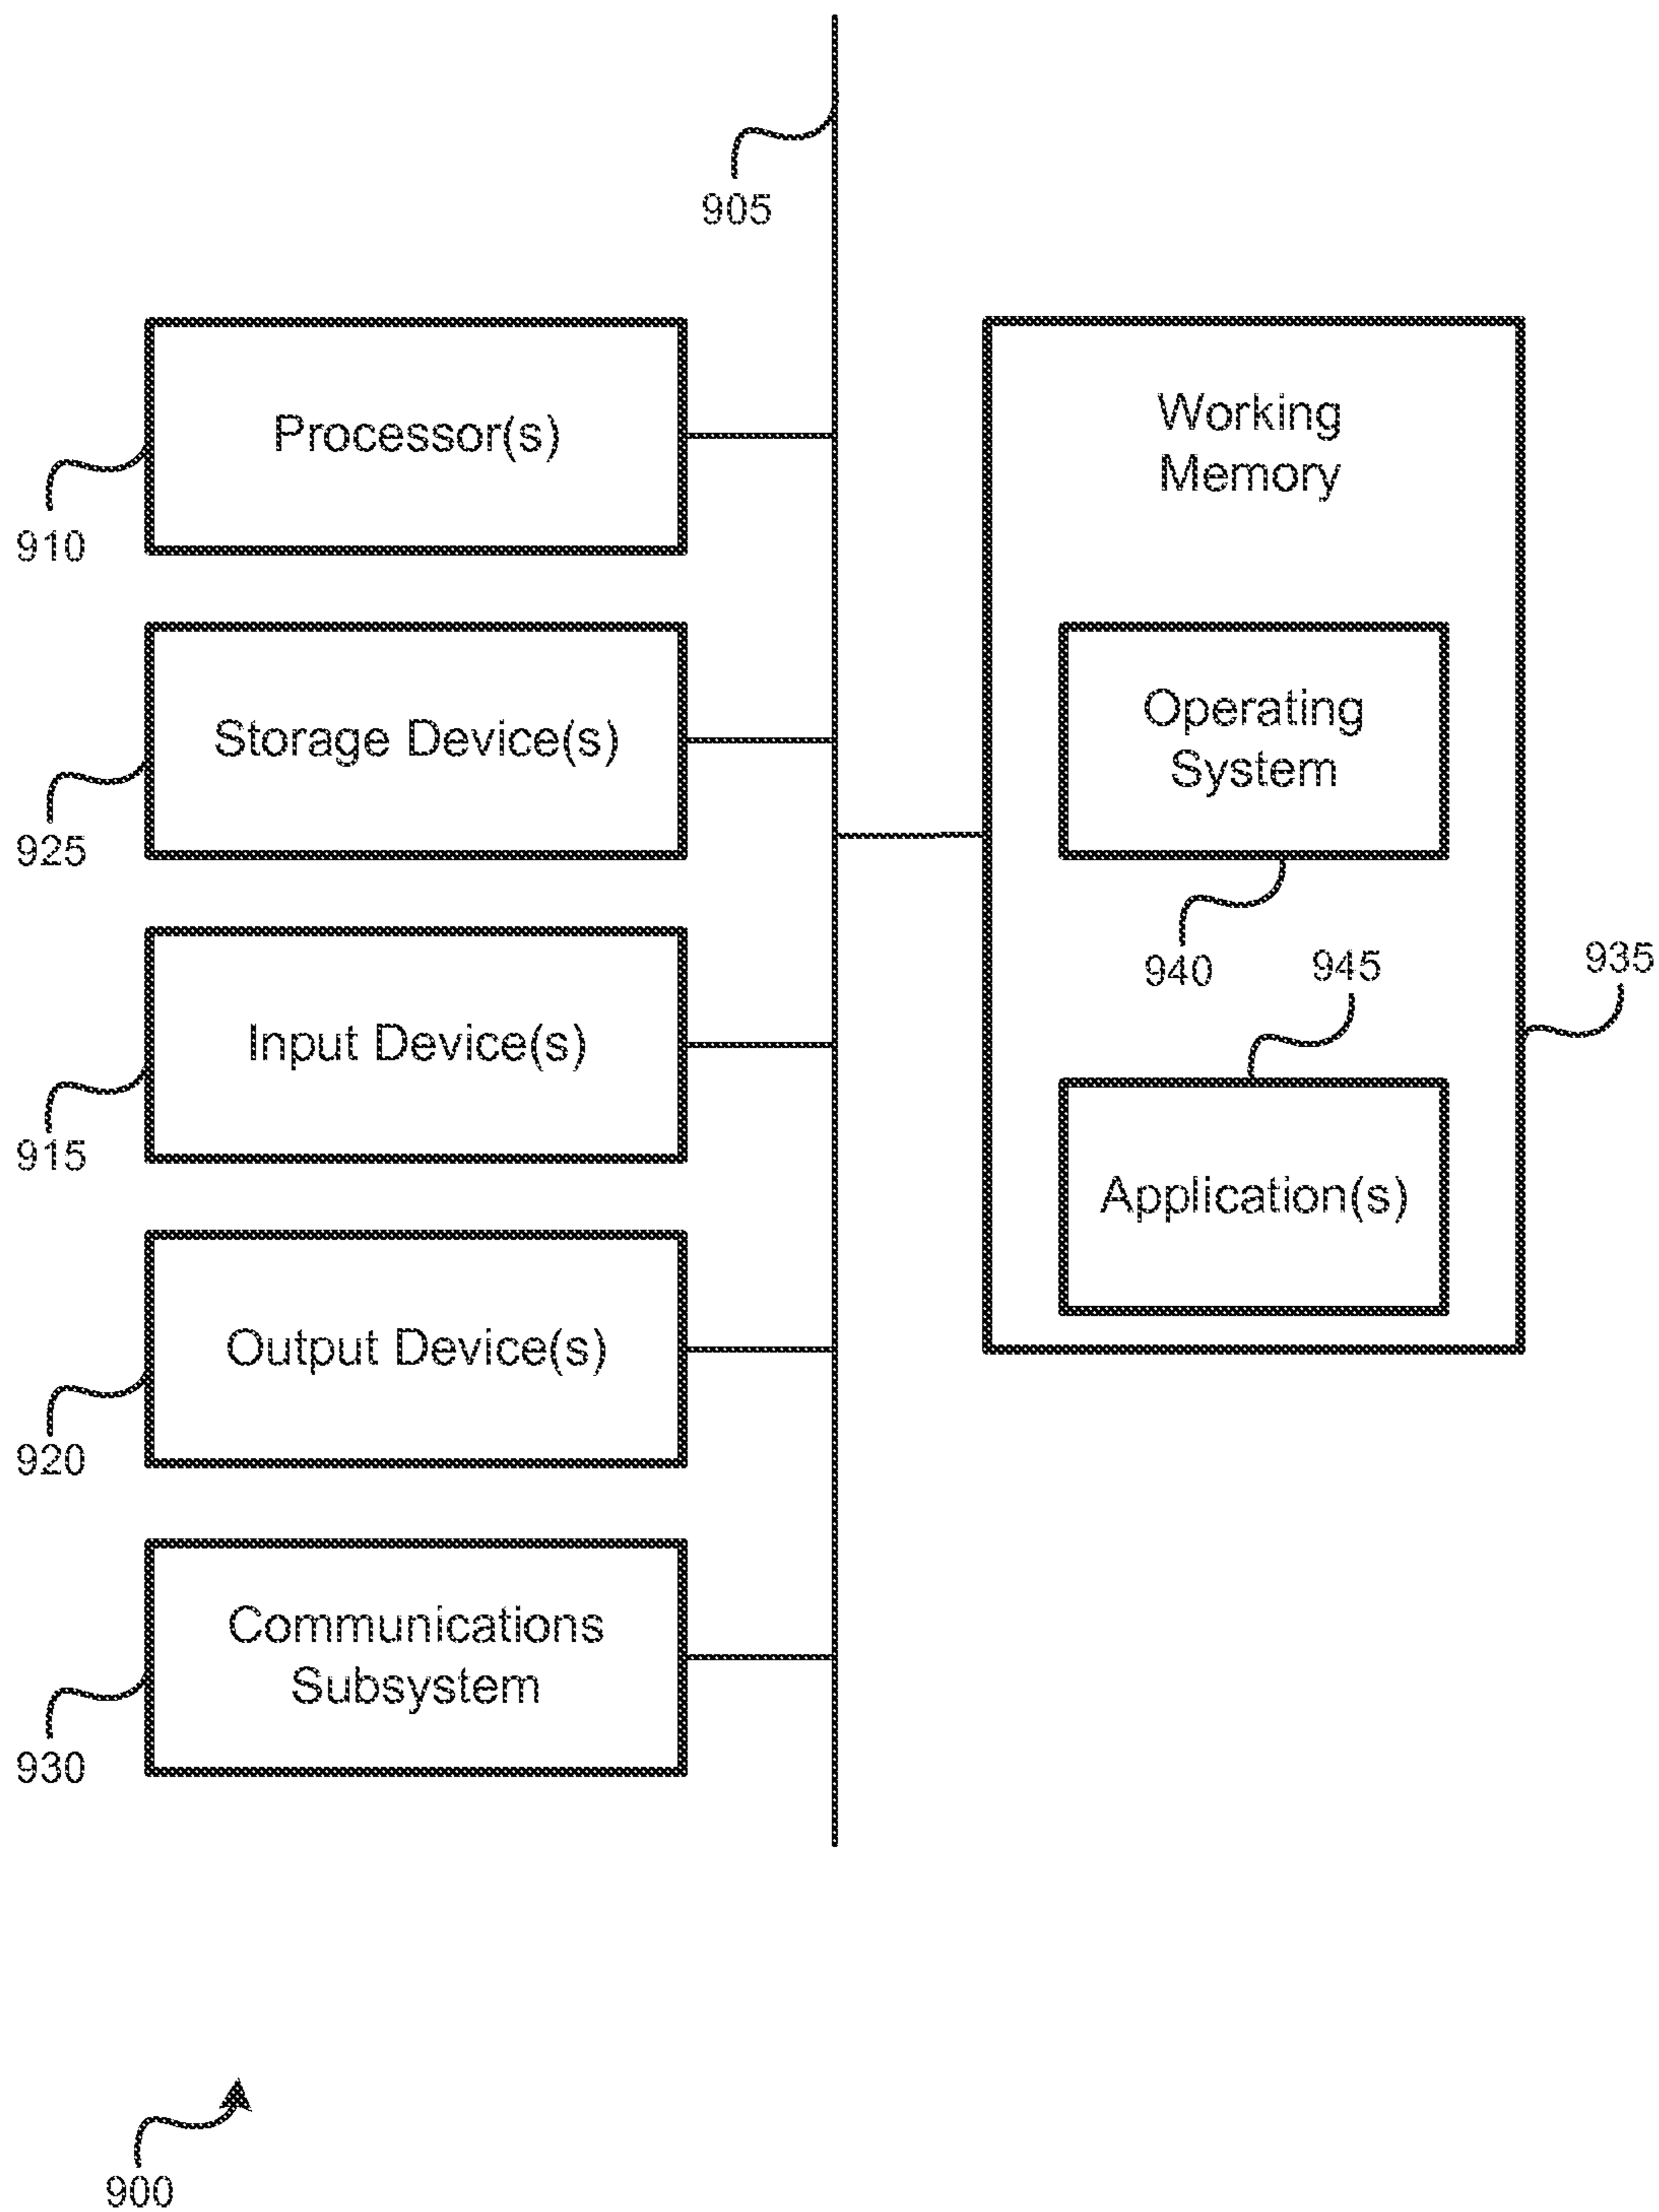 905
Processor(s)
910
Storage Device(s)
925
Input Device(s)
915
Output Device(s)
920
Communications
Subsystem
930
Working
Memory
Operating
System
940
945
935
Application(s)
900